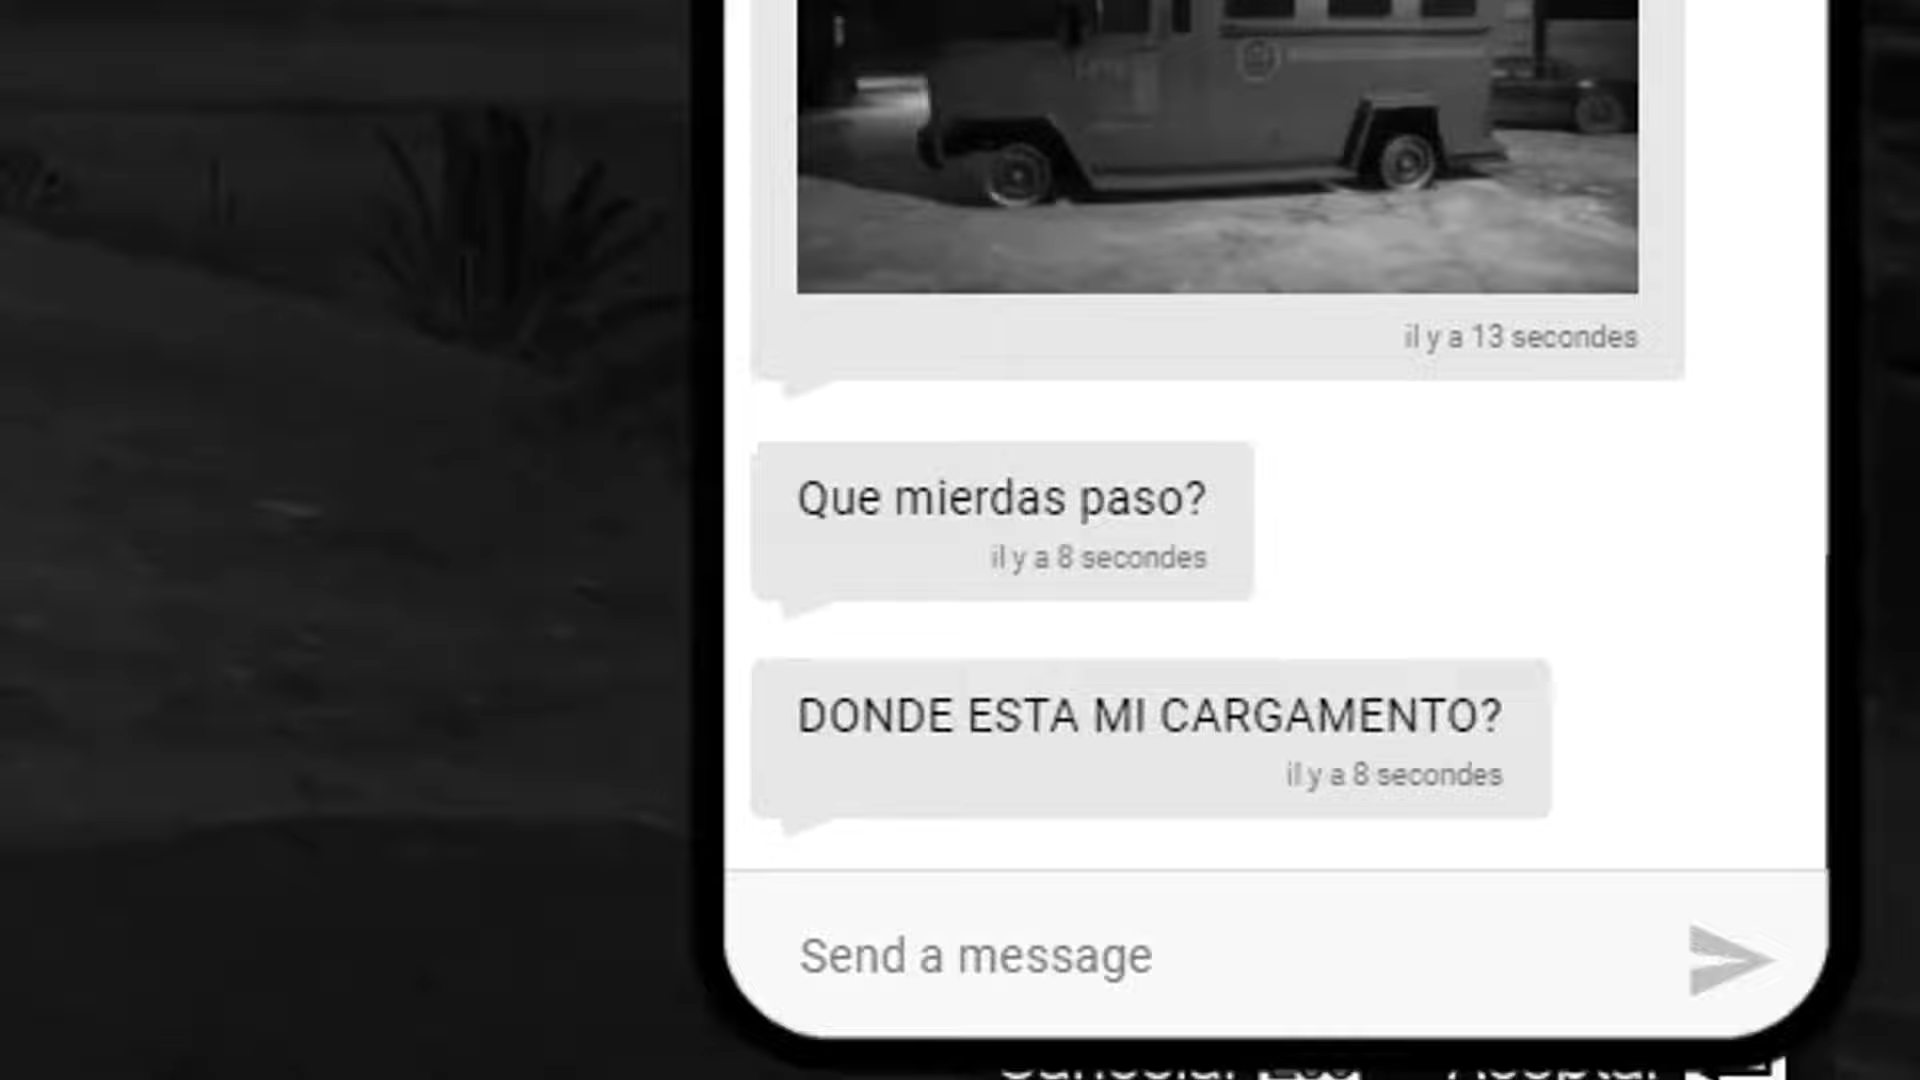 il y a 13 secondes
Que mierdas paso?
il y a 8 secondes
DONDE ESTA MI CARGAMENTO?
il y a 8 secondes
Send a message